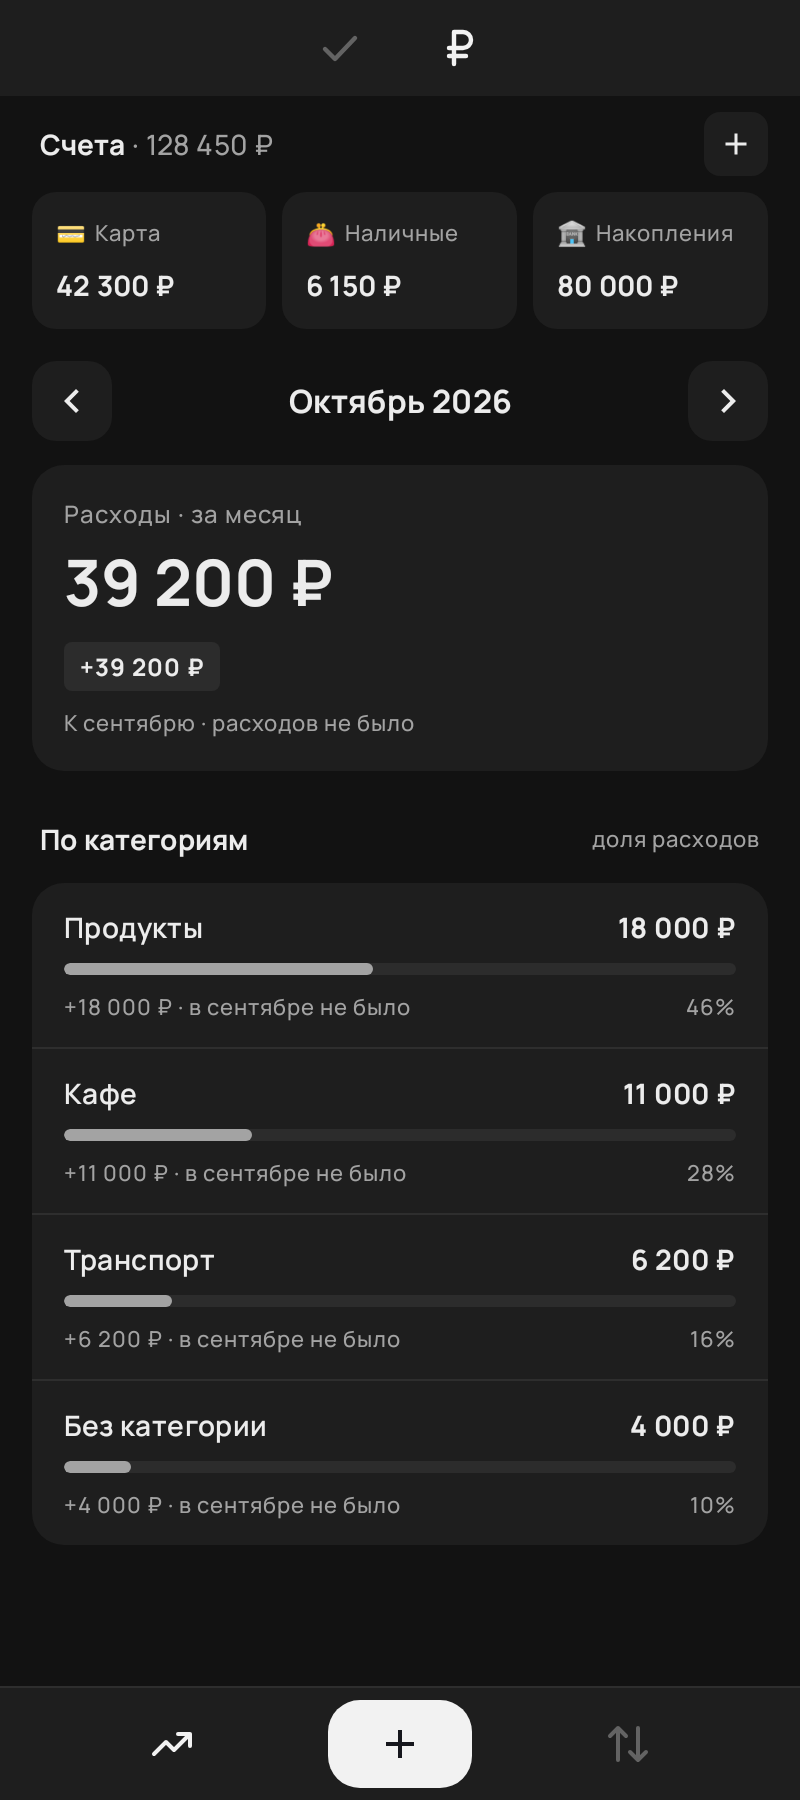 ₽
Счета · 128 450 ₽
Карта
Наличные
Накопления
42 300 ₽
6 150 ₽
80 000 ₽
Октябрь 2026
Расходы · за месяц
39 200 ₽
+39 200 ₽
К сентябрю · расходов не было
По категориям
доля расходов
Продукты
18 000 ₽
+18 000 ₽ · в сентябре не было
46%
Кафе
11 000 ₽
+11 000 ₽ · в сентябре не было
28%
Транспорт
6 200 ₽
+6 200 ₽ · в сентябре не было
16%
Без категории
4 000 ₽
+4 000 ₽ · в сентябре не было
10%